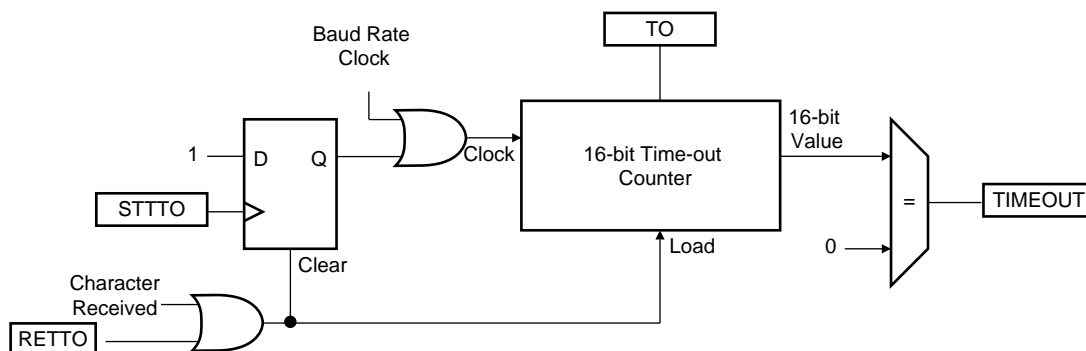 TO
Baud Rate
Clock
16-bit
Value
1
D
Q
Clock
16-bit Time-out
Counter
STTTO
=
TIMEOUT
Clear
Load
0
Character
Received
RETTO